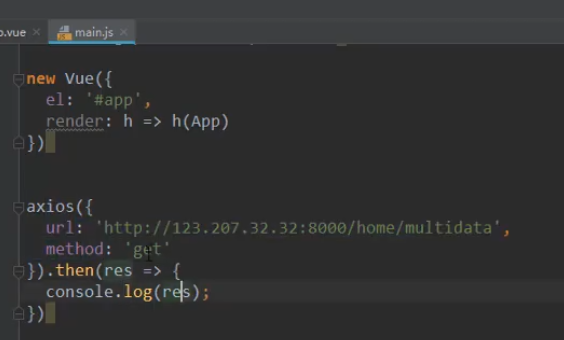 .vue × main.js ×
new Vue({
el: '#app',
render: h => h(App)
})
axios({
url: 'http://123.207.32.32:8000/home/multidata',
method: 'get'
}).then(res => {
console.log(res);
})